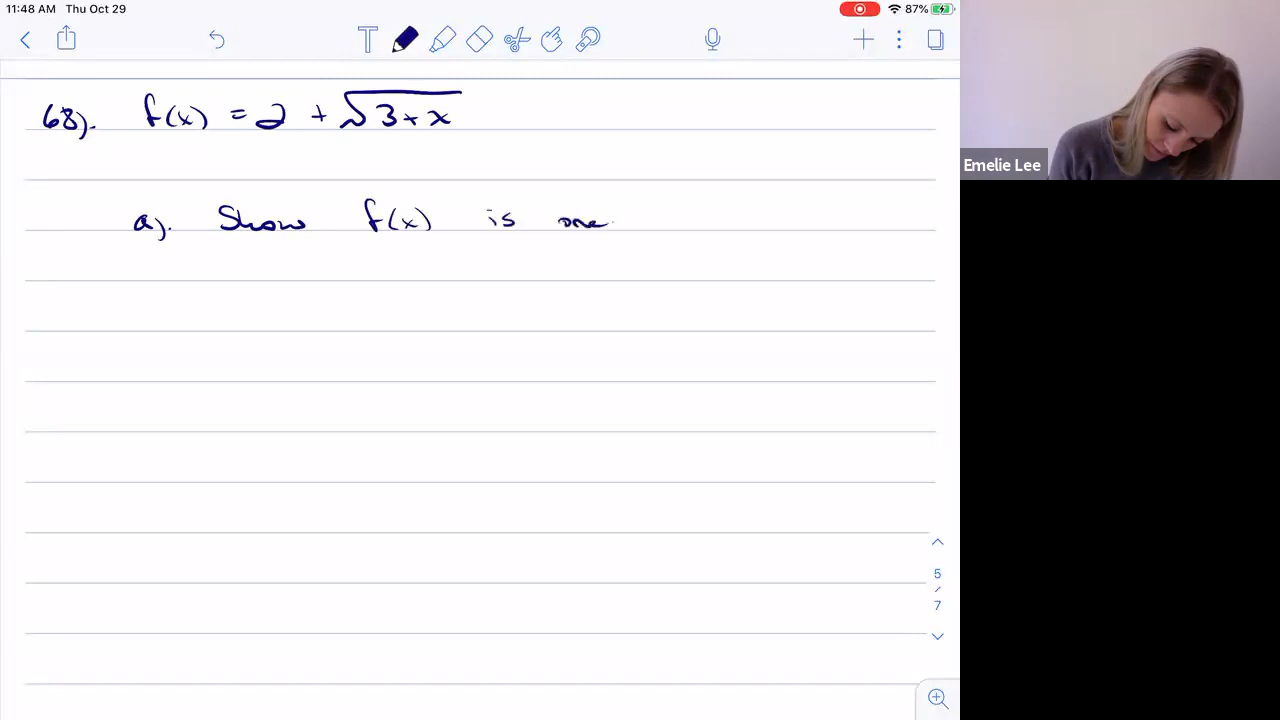 11:48 AM Thu Oct 29
87%
T
68). f(x) = 2 + √3+x
a). Show f(x) is one
Emelie Lee
5
/
7